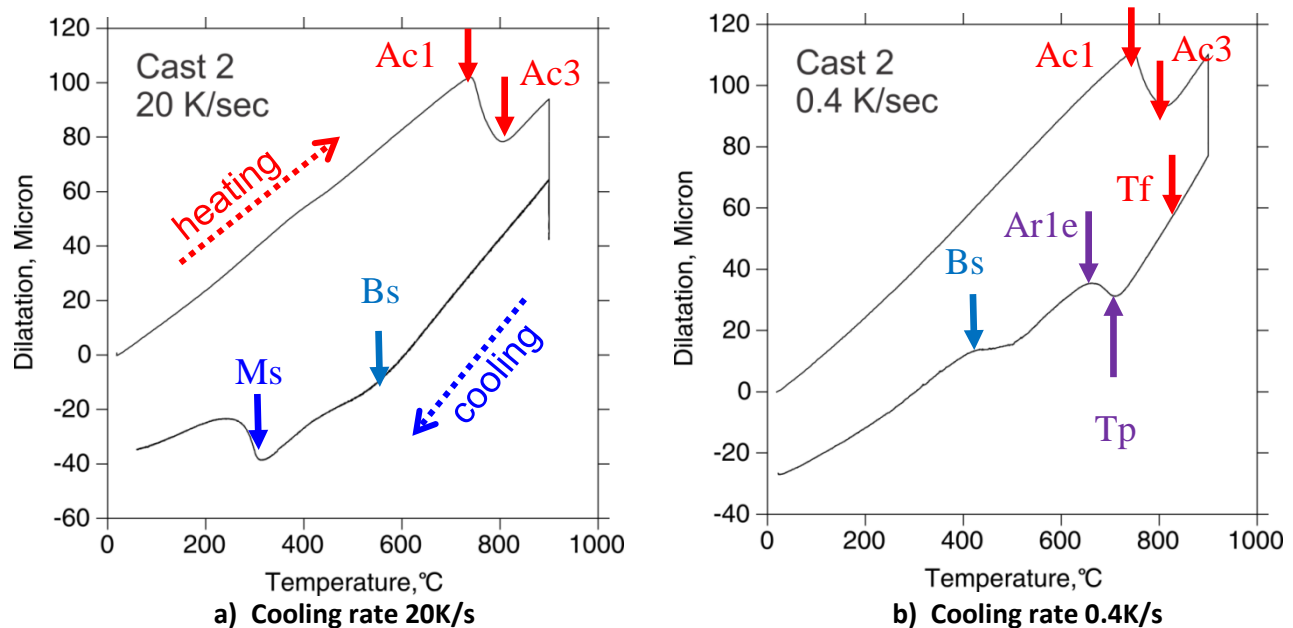 Cast 2
20 K/sec
Ac1
Ac3
heating
Bs
Ms
cooling
120
100
80
60
40
20
0
-20
-40
-60
Dilatation, Micron
0 200 400 600 800 1000
Temperature,°C
a) Cooling rate 20K/s
Cast 2
0.4 K/sec
Ac1
Ac3
Tf
Ar1e
Bs
Tp
120
100
80
60
40
20
0
-20
-40
Dilatation, Micron
0 200 400 600 800 1000
Temperature,°C
b) Cooling rate 0.4K/s